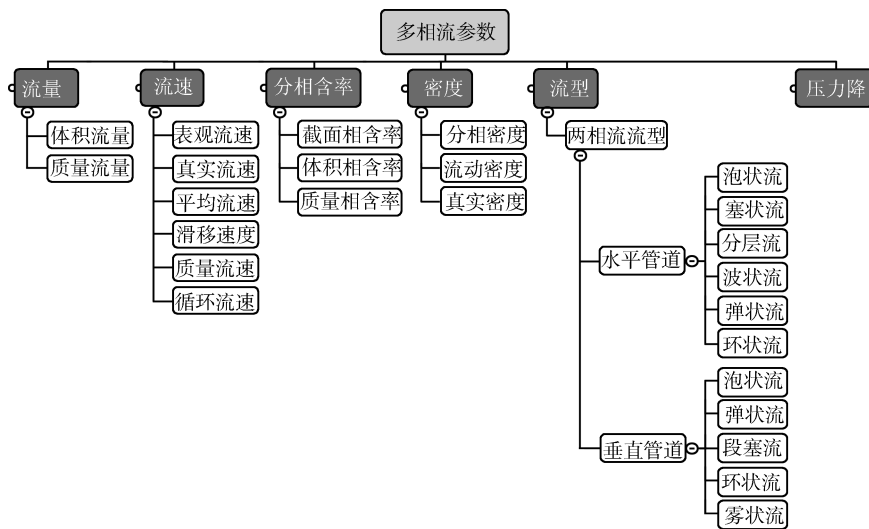 多相流参数
流量
体积流量
质量流量
流速
表观流速
真实流速
平均流速
滑移速度
质量流速
循环流速
分相含率
截面相含率
体积相含率
质量相含率
密度
分相密度
流动密度
真实密度
流型
两相流流型
水平管道
泡状流
塞状流
分层流
波状流
弹状流
环状流
垂直管道
泡状流
弹状流
段塞流
环状流
雾状流
压力降